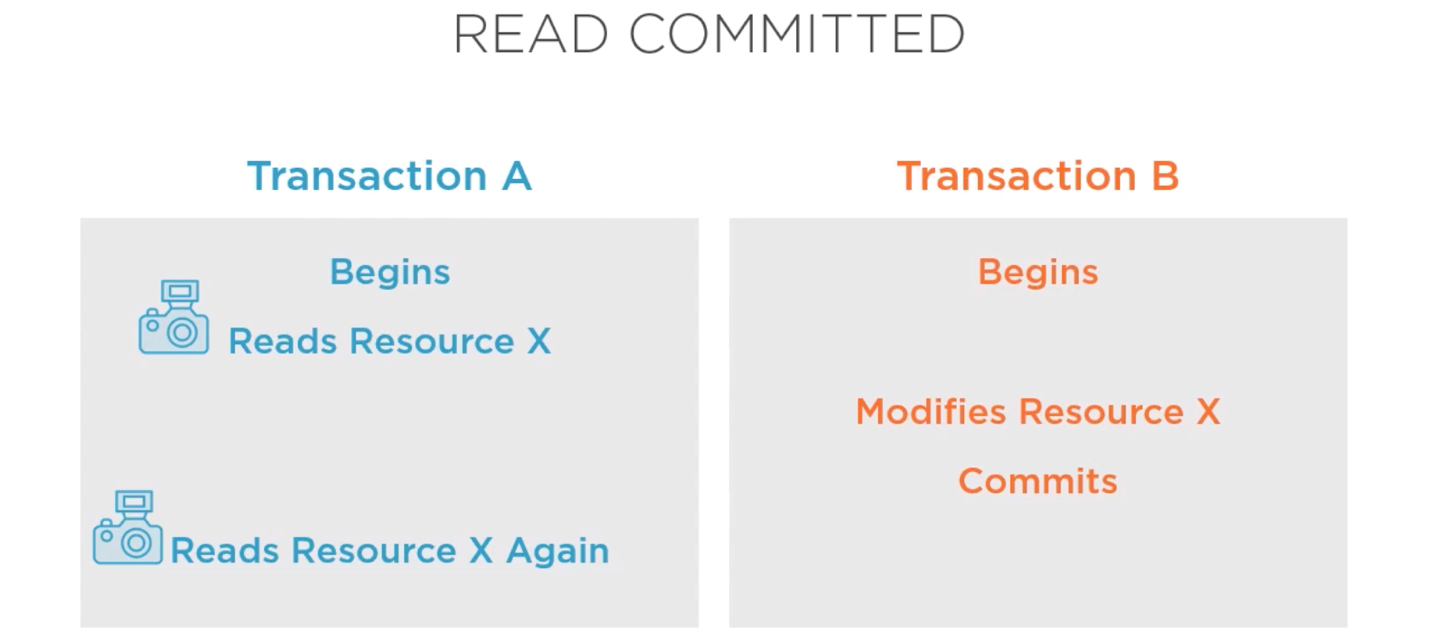 READ COMMITTED
Transaction A
Begins
Reads Resource X
Reads Resource X Again
Transaction B
Begins
Modifies Resource X
Commits